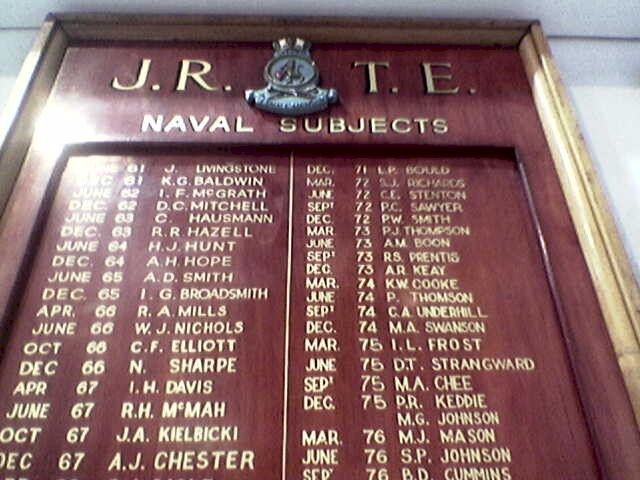 J.R. T.E.
NAVAL SUBJECTS
JUNE 61 J. LIVINGSTONE
DEC 61 K.G. BALDWIN
JUNE 62 I. F. McGRATH
DEC. 62 D.C. MITCHELL
JUNE 63 C. HAUSMANN
DEC. 63 R.R. HAZELL
JUNE 64 H.J. HUNT
DEC. 64 A.H. HOPE
JUNE 65 A.D. SMITH
DEC. 65 I.G. BROADSMITH
APR. 66 R.A. MILLS
JUNE 66 W.J. NICHOLS
OCT 66 C.F. ELLIOTT
DEC 66 N. SHARPE
APR 67 I.H. DAVIS
JUNE 67 R.H. McMAH
OCT 67 J.A. KIELBICKI
DEC 67 A.J. CHESTER
DEC. 71 L.P. BOULD
MAR. 72 S.J. RICHARDS
JUNE 72 C.E. STENTON
SEPT 72 P.C. SAWYER
DEC. 72 P.W. SMITH
MAR 73 P.J. THOMPSON
JUNE 73 A.M. BOON
SEPT 73 R.S. PRENTIS
DEC. 73 A.R. KEAY
MAR. 74 K.W. COOKE
JUNE 74 P. THOMSON
SEPT 74 C.A. UNDERHILL
DEC. 74 M.A. SWANSON
MAR. 75 I.L. FROST
JUNE 75 D.T. STRANGWARD
SEPT 75 M.A. CHEE
DEC. 75 P.R. KEDDIE
M.G. JOHNSON
MAR. 76 M.J. MASON
JUNE 76 S.P. JOHNSON
SEPT 76 B.D. CUMMINS